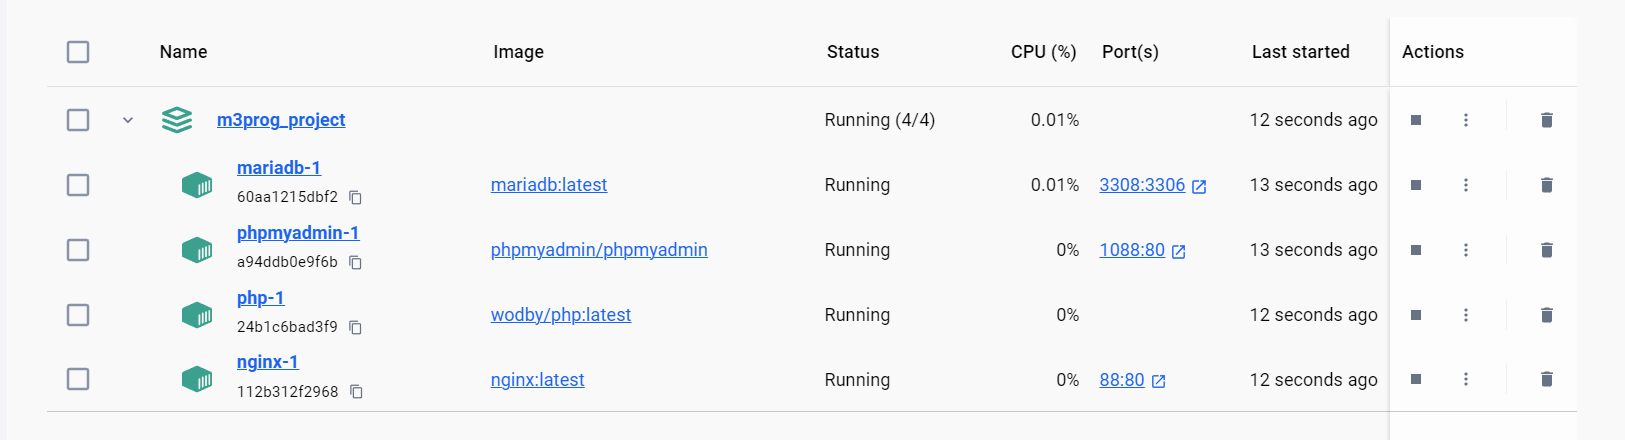 Name Image Status CPU (%) Port(s) Last started Actions
m3prog_project Running (4/4) 0.01% 12 seconds ago
mariadb-1
60aa1215dbf2 mariadb:latest Running 0.01% 3308:3306 13 seconds ago
phpmyadmin-1
a94ddb0e9f6b phpmyadmin/phpmyadmin Running 0% 1088:80 13 seconds ago
php-1
24b1c6bad3f9 wodby/php:latest Running 0% 12 seconds ago
nginx-1
112b312f2968 nginx:latest Running 0% 88:80 12 seconds ago